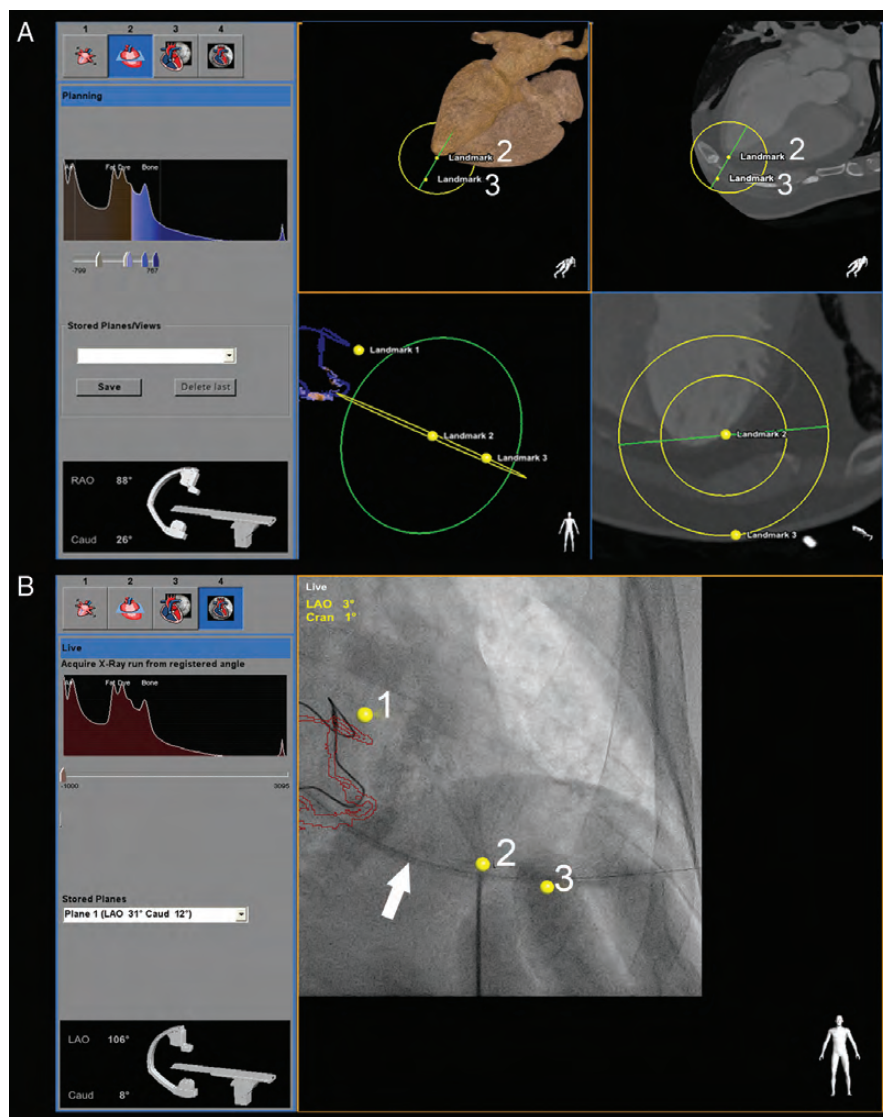 A
1 2 3 4
Planning
Air Fat Dye Bone
-799 767
Stored Planes/Views
Save Delete last
RAO 88°
Caud 26°
Landmark 2
Landmark 3
Landmark 2
Landmark 3
Landmark 1
Landmark 2
Landmark 3
Landmark 2
Landmark 3
B
1 2 3 4
Live
Acquire X-Ray run from registered angle
Air Fat Dye Bone
-1000 3095
Stored Planes
Plane 1 (LAO 31° Caud 12°)
LAO 106°
Caud 8°
Live
LAO 3°
Cran 1°
1
2
3